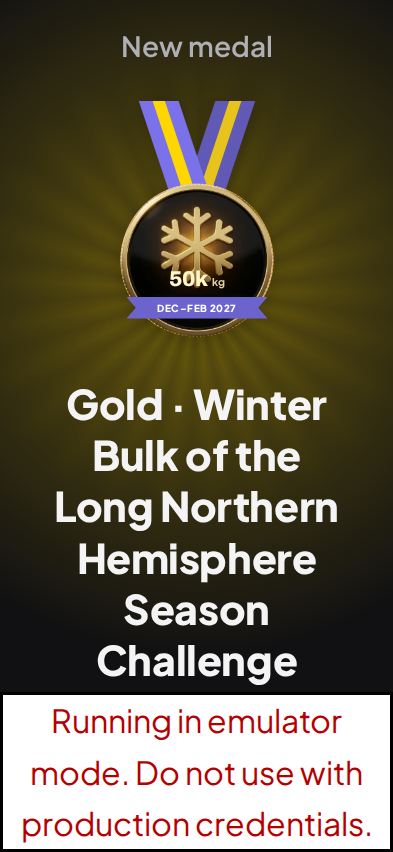 New medal
50k kg
DEC–FEB 2027
Gold · Winter
Bulk of the
Long Northern
Hemisphere
Season
Challenge
Running in emulator
mode. Do not use with
production credentials.